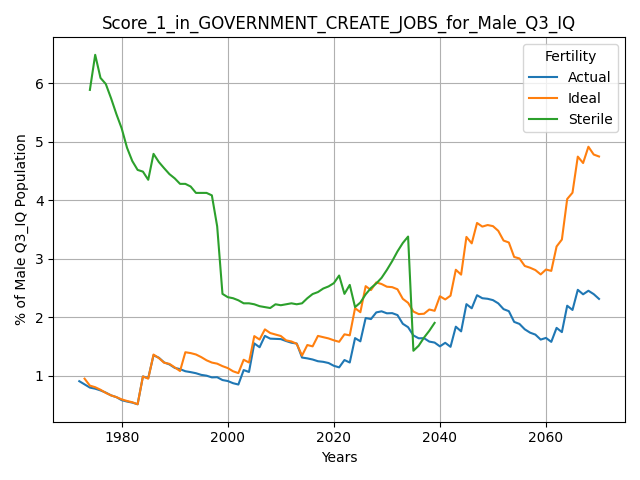 Score_1_in_GOVERNMENT_CREATE_JOBS_for_Male_Q3_IQ
% of Male Q3_IQ Population
6
5
4
3
2
1
Fertility
Actual
Ideal
Sterile
1980
2000
2020
2040
2060
Years